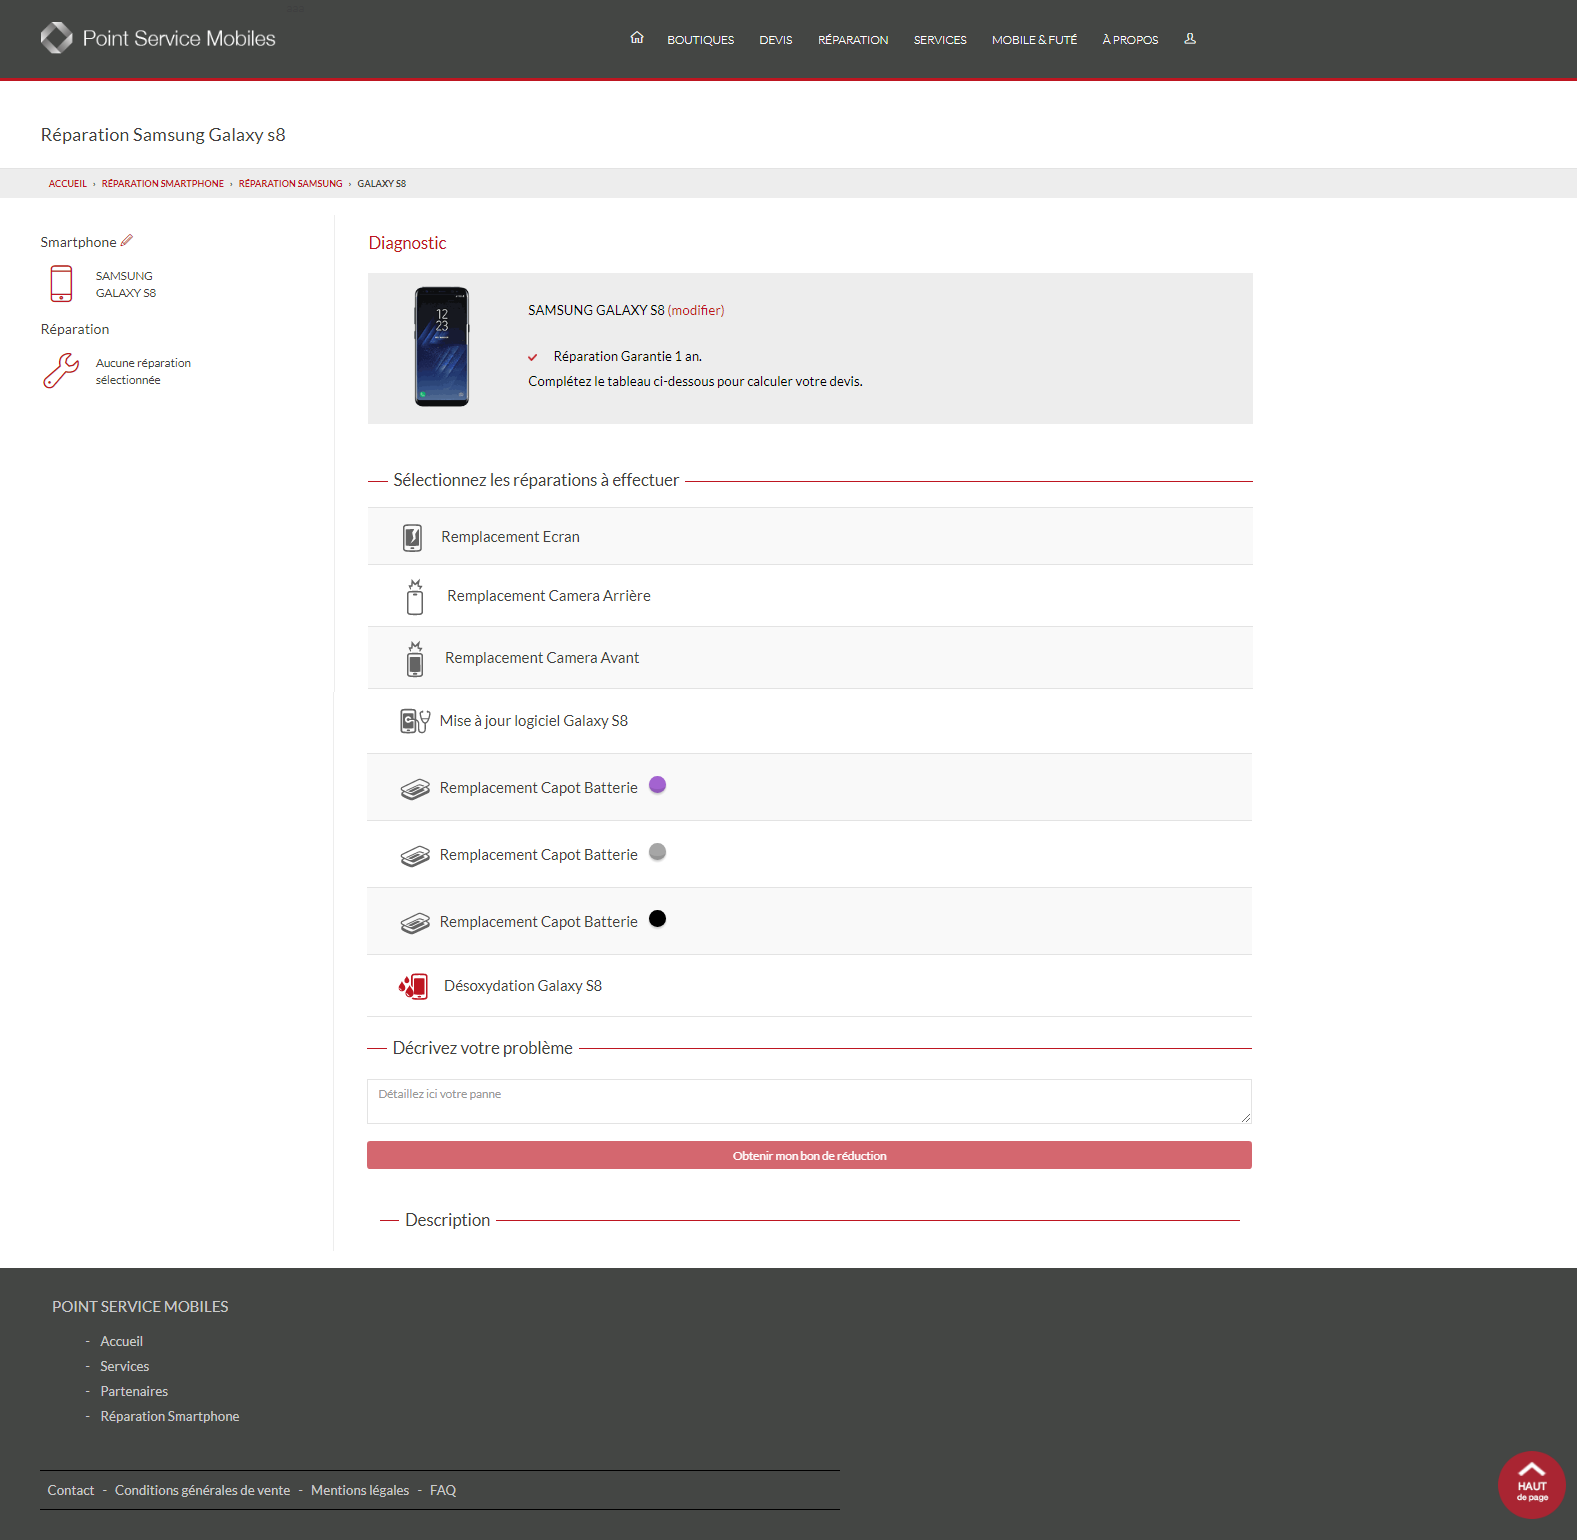 Point Service Mobiles
BOUTIQUES DEVIS RÉPARATION SERVICES MOBILE & FUTÉ À PROPOS
Réparation Samsung Galaxy s8
ACCUEIL › RÉPARATION SMARTPHONE › RÉPARATION SAMSUNG › GALAXY S8
Smartphone
SAMSUNG
GALAXY S8
Réparation
Aucune réparation
sélectionnée
Diagnostic
12
23
SAMSUNG GALAXY S8 (modifier)
Réparation Garantie 1 an.
Complétez le tableau ci-dessous pour calculer votre devis.
Sélectionnez les réparations à effectuer
Remplacement Ecran
Remplacement Camera Arrière
Remplacement Camera Avant
Mise à jour logiciel Galaxy S8
Remplacement Capot Batterie
Remplacement Capot Batterie
Remplacement Capot Batterie
Désoxydation Galaxy S8
Décrivez votre problème
Détaillez ici votre panne
Obtenir mon bon de réduction
Description
POINT SERVICE MOBILES
- Accueil
- Services
- Partenaires
- Réparation Smartphone
Contact - Conditions générales de vente - Mentions légales - FAQ
HAUT
de page